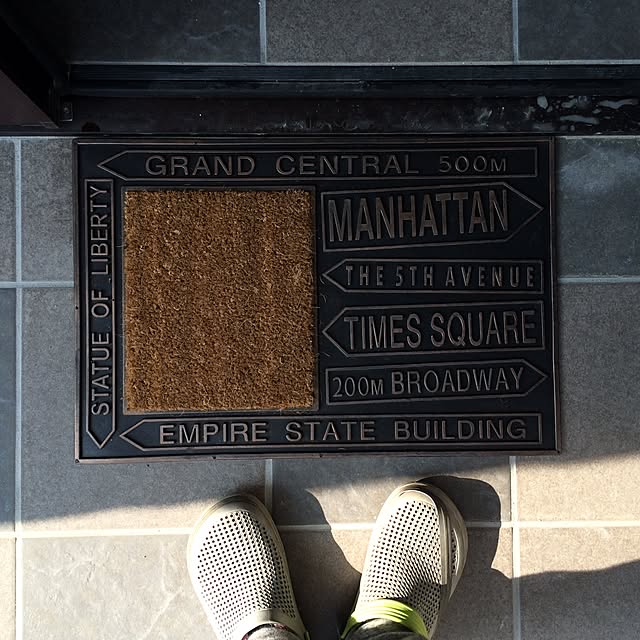 GRAND CENTRAL 500M
STATUE OF LIBERTY
MANHATTAN
THE 5TH AVENUE
TIMES SQUARE
200M BROADWAY
EMPIRE STATE BUILDING